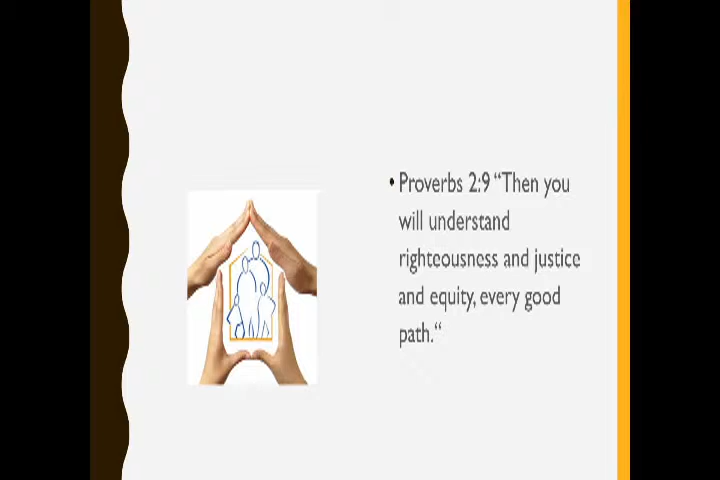 • Proverbs 2:9 “Then you
will understand
righteousness and justice
and equity, every good
path.“